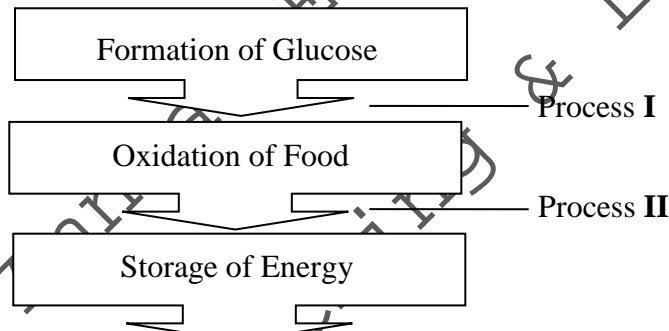 Formation of Glucose
Process I
Oxidation of Food
Process II
Storage of Energy